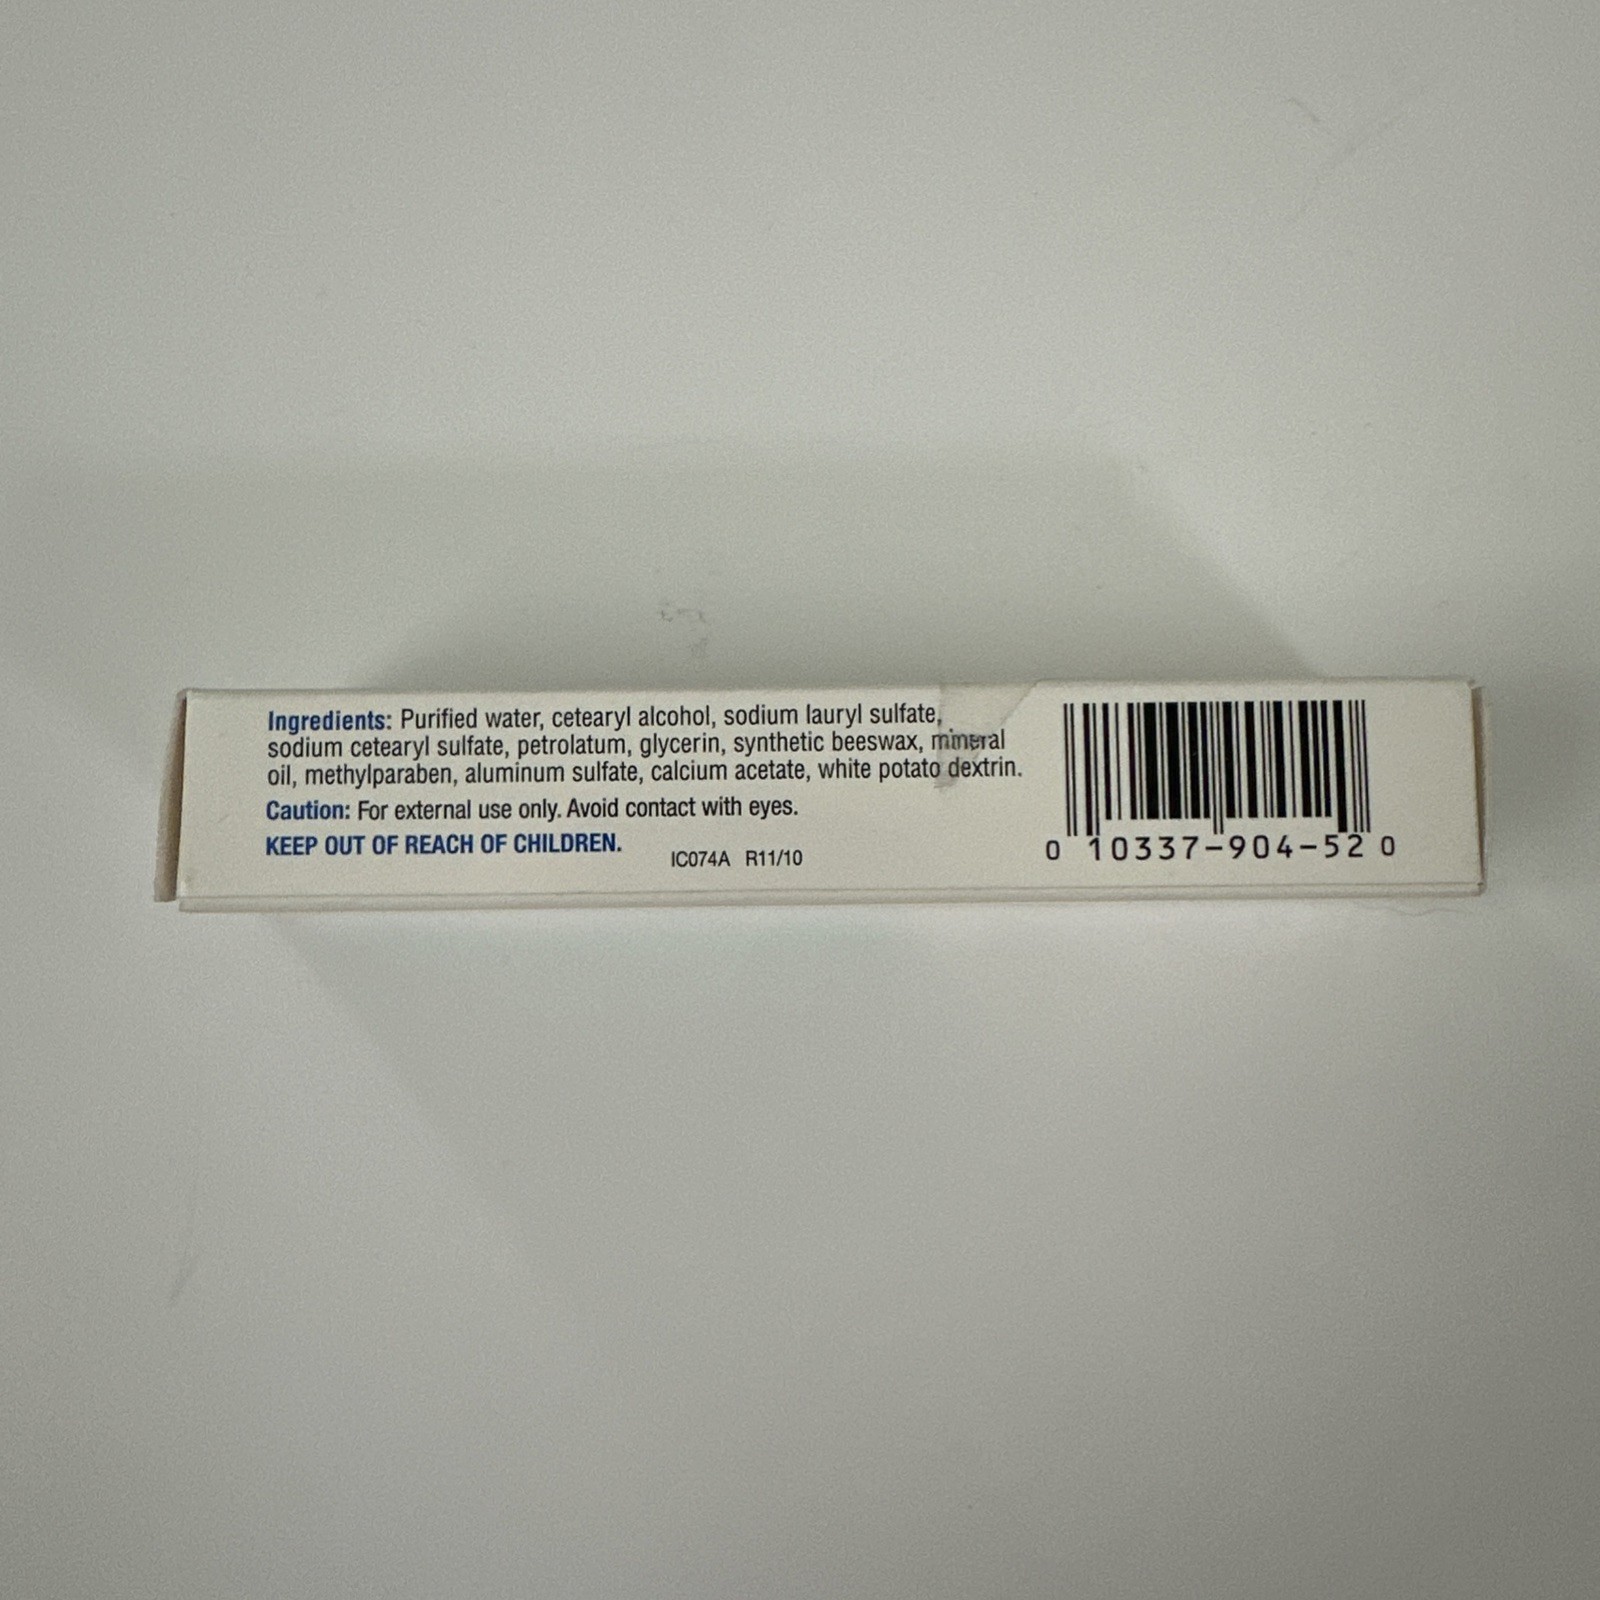 Ingredients: Purified water, cetearyl alcohol, sodium lauryl sulfate,
sodium cetearyl sulfate, petrolatum, glycerin, synthetic beeswax, mineral
oil, methylparaben, aluminum sulfate, calcium acetate, white potato dextrin.
Caution: For external use only. Avoid contact with eyes.
KEEP OUT OF REACH OF CHILDREN.
IC074A R11/10
0 10337-904-52 0